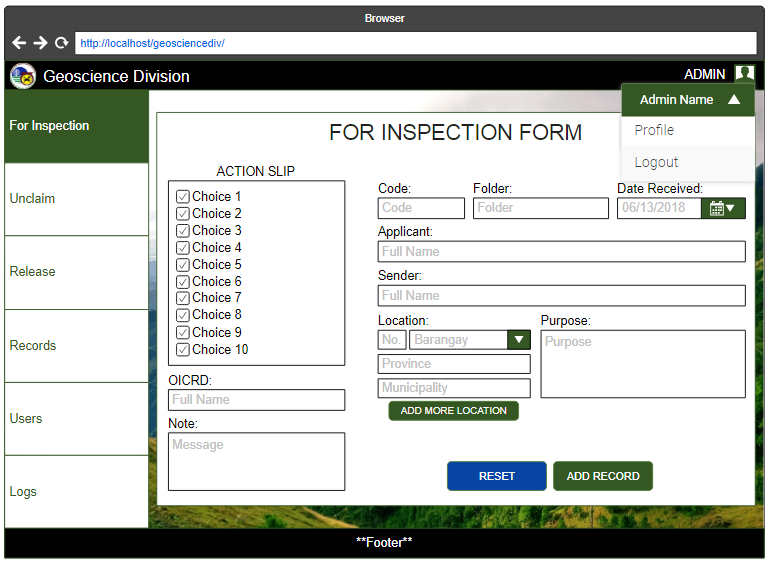 Browser
http://localhost/geosciencediv/
Geoscience Division
ADMIN
Admin Name
Profile
Logout
For Inspection
Unclaim
Release
Records
Users
Logs
FOR INSPECTION FORM
ACTION SLIP
Choice 1
Choice 2
Choice 3
Choice 4
Choice 5
Choice 6
Choice 7
Choice 8
Choice 9
Choice 10
OICRD:
Full Name
Note:
Message
Code: Folder: Date Received:
Code Folder 06/13/2018
Applicant:
Full Name
Sender:
Full Name
Location: Purpose:
No. Barangay Purpose
Province
Municipality
ADD MORE LOCATION
RESET ADD RECORD
**Footer**